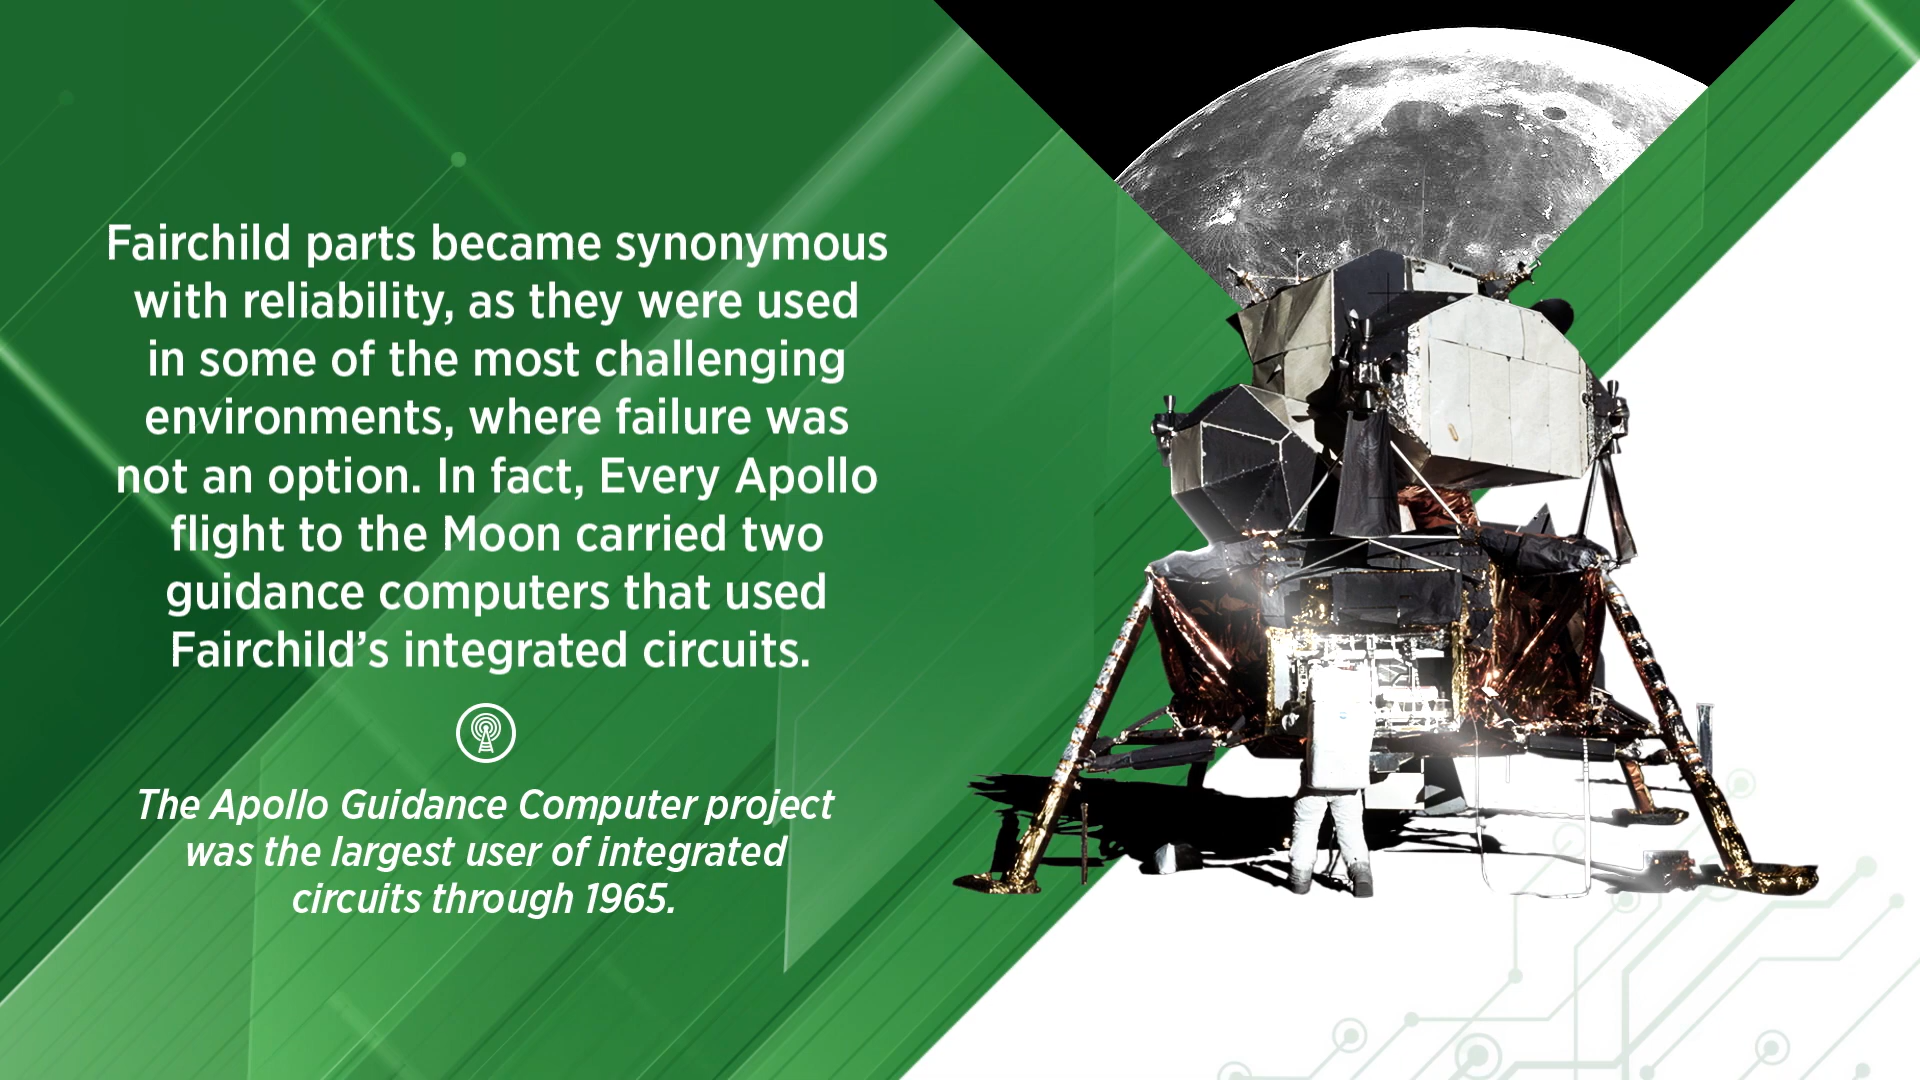 Fairchild parts became synonymous
with reliability, as they were used
in some of the most challenging
environments, where failure was
not an option. In fact, Every Apollo
flight to the Moon carried two
guidance computers that used
Fairchild’s integrated circuits.
The Apollo Guidance Computer project
was the largest user of integrated
circuits through 1965.